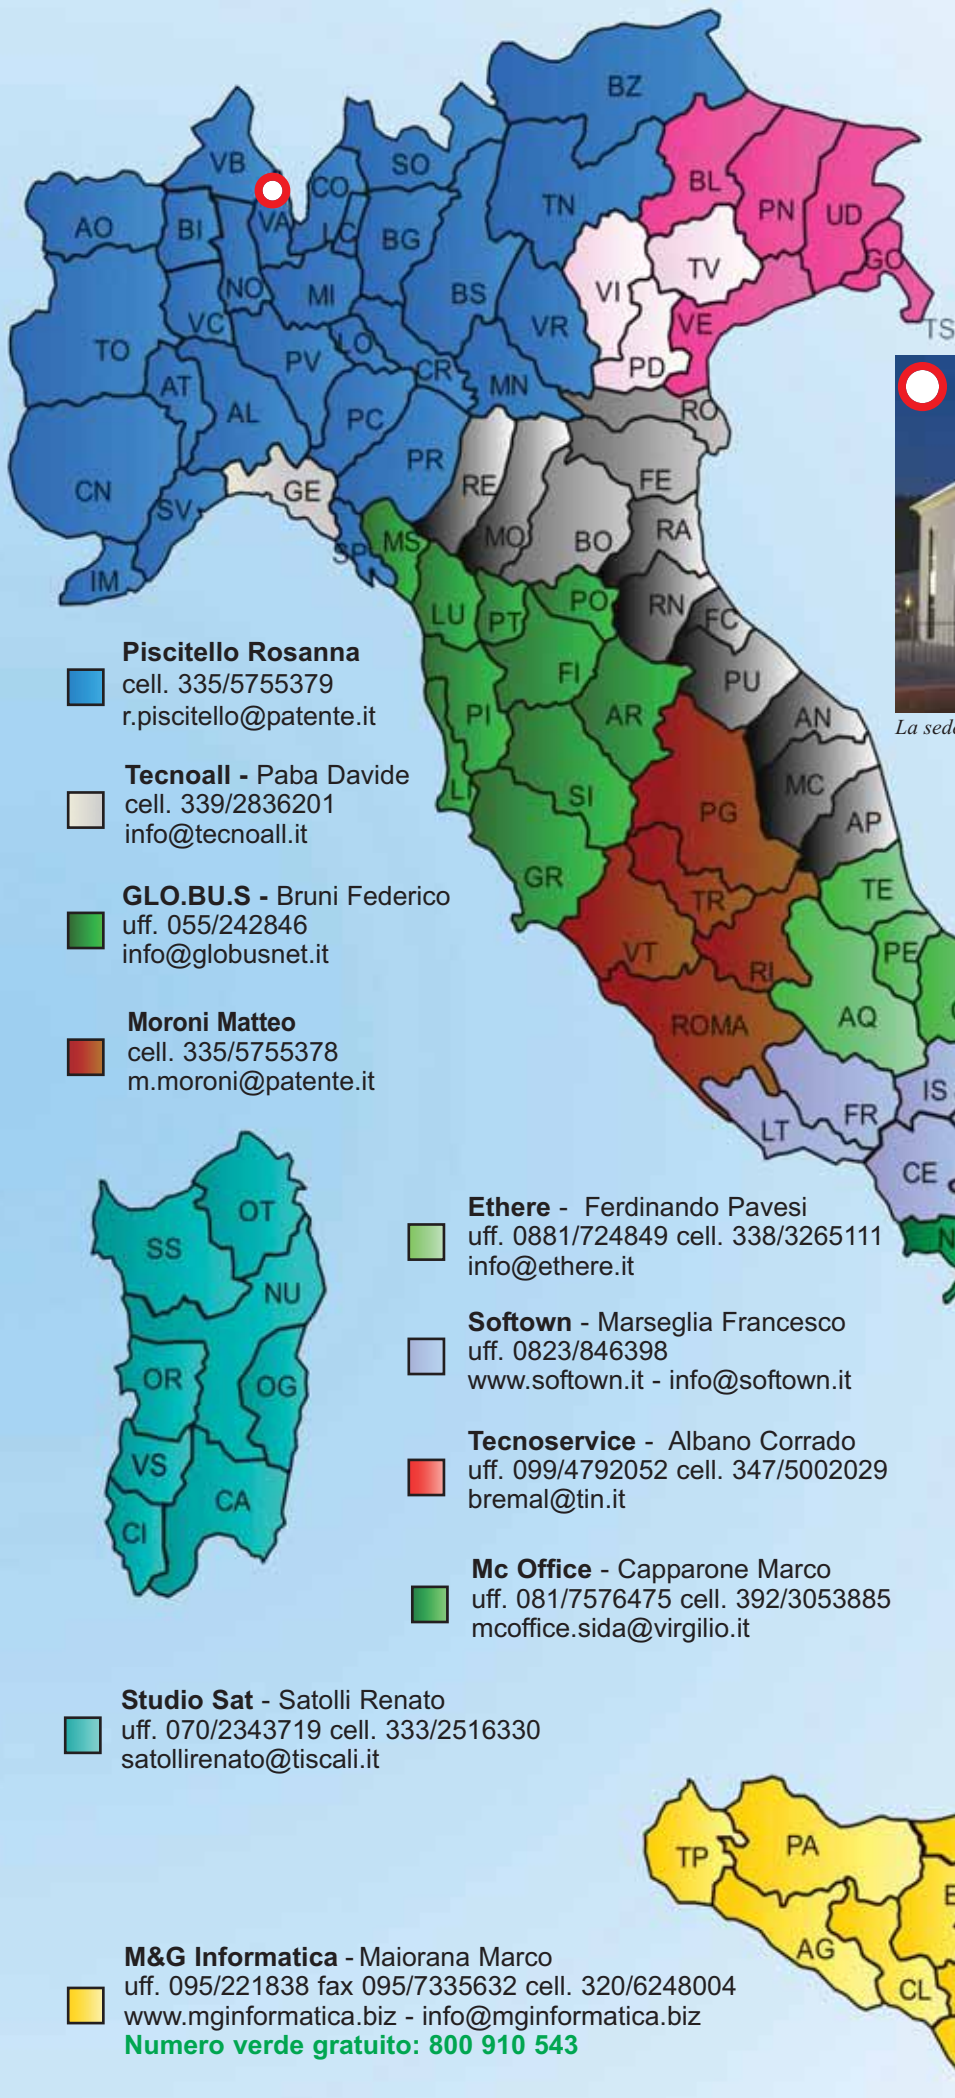 BZ
VB
SO
CO
BL
PN
UD
AO
BI
VA
LC
BG
TN
GO
NO
MI
BS
VI
TV
VC
VR
VE
TS
TO
PV
LO
CR
PD
AT
AL
MN
PC
RO
CN
GE
PR
RE
FE
SV
MO
BO
RA
SP
MS
IM
LU
PT
PO
RN
FC
FI
PU
PI
AR
AN
SI
MC
PG
AP
GR
TR
TE
VT
RI
PE
ROMA
AQ
LT
FR
IS
CE
La sede
Piscitello Rosanna
cell. 335/5755379
r.piscitello@patente.it
Tecnoall - Paba Davide
cell. 339/2836201
info@tecnoall.it
GLO.BU.S - Bruni Federico
uff. 055/242846
info@globusnet.it
Moroni Matteo
cell. 335/5755378
m.moroni@patente.it
OT
SS
NU
OR
OG
VS
CA
CI
Ethere - Ferdinando Pavesi
uff. 0881/724849 cell. 338/3265111
info@ethere.it
Softown - Marseglia Francesco
uff. 0823/846398
www.softown.it - info@softown.it
Tecnoservice - Albano Corrado
uff. 099/4792052 cell. 347/5002029
bremal@tin.it
Mc Office - Capparone Marco
uff. 081/7576475 cell. 392/3053885
mcoffice.sida@virgilio.it
Studio Sat - Satolli Renato
uff. 070/2343719 cell. 333/2516330
satollirenato@tiscali.it
TP
PA
AG
CL
M&G Informatica - Maiorana Marco
uff. 095/221838 fax 095/7335632 cell. 320/6248004
www.mginformatica.biz - info@mginformatica.biz
Numero verde gratuito: 800 910 543